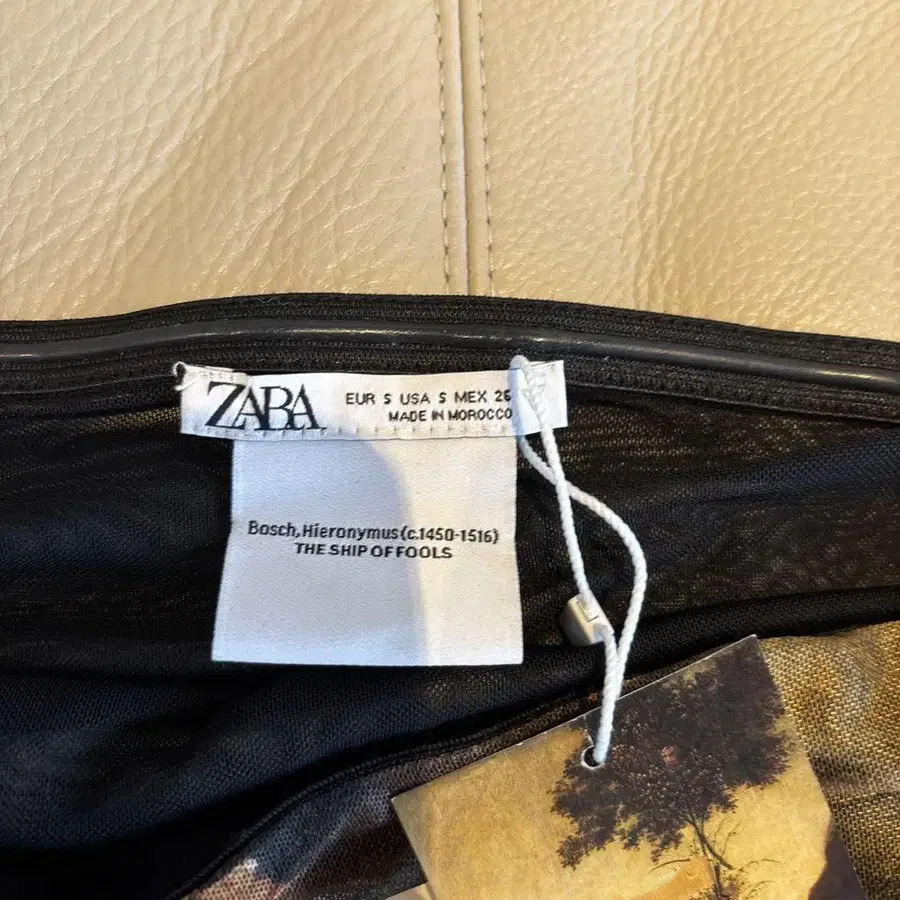 ZARA
EUR S USA S MEX 26
MADE IN MOROCCO
Bosch, Hieronymus (c.1450-1516)
THE SHIP OF FOOLS